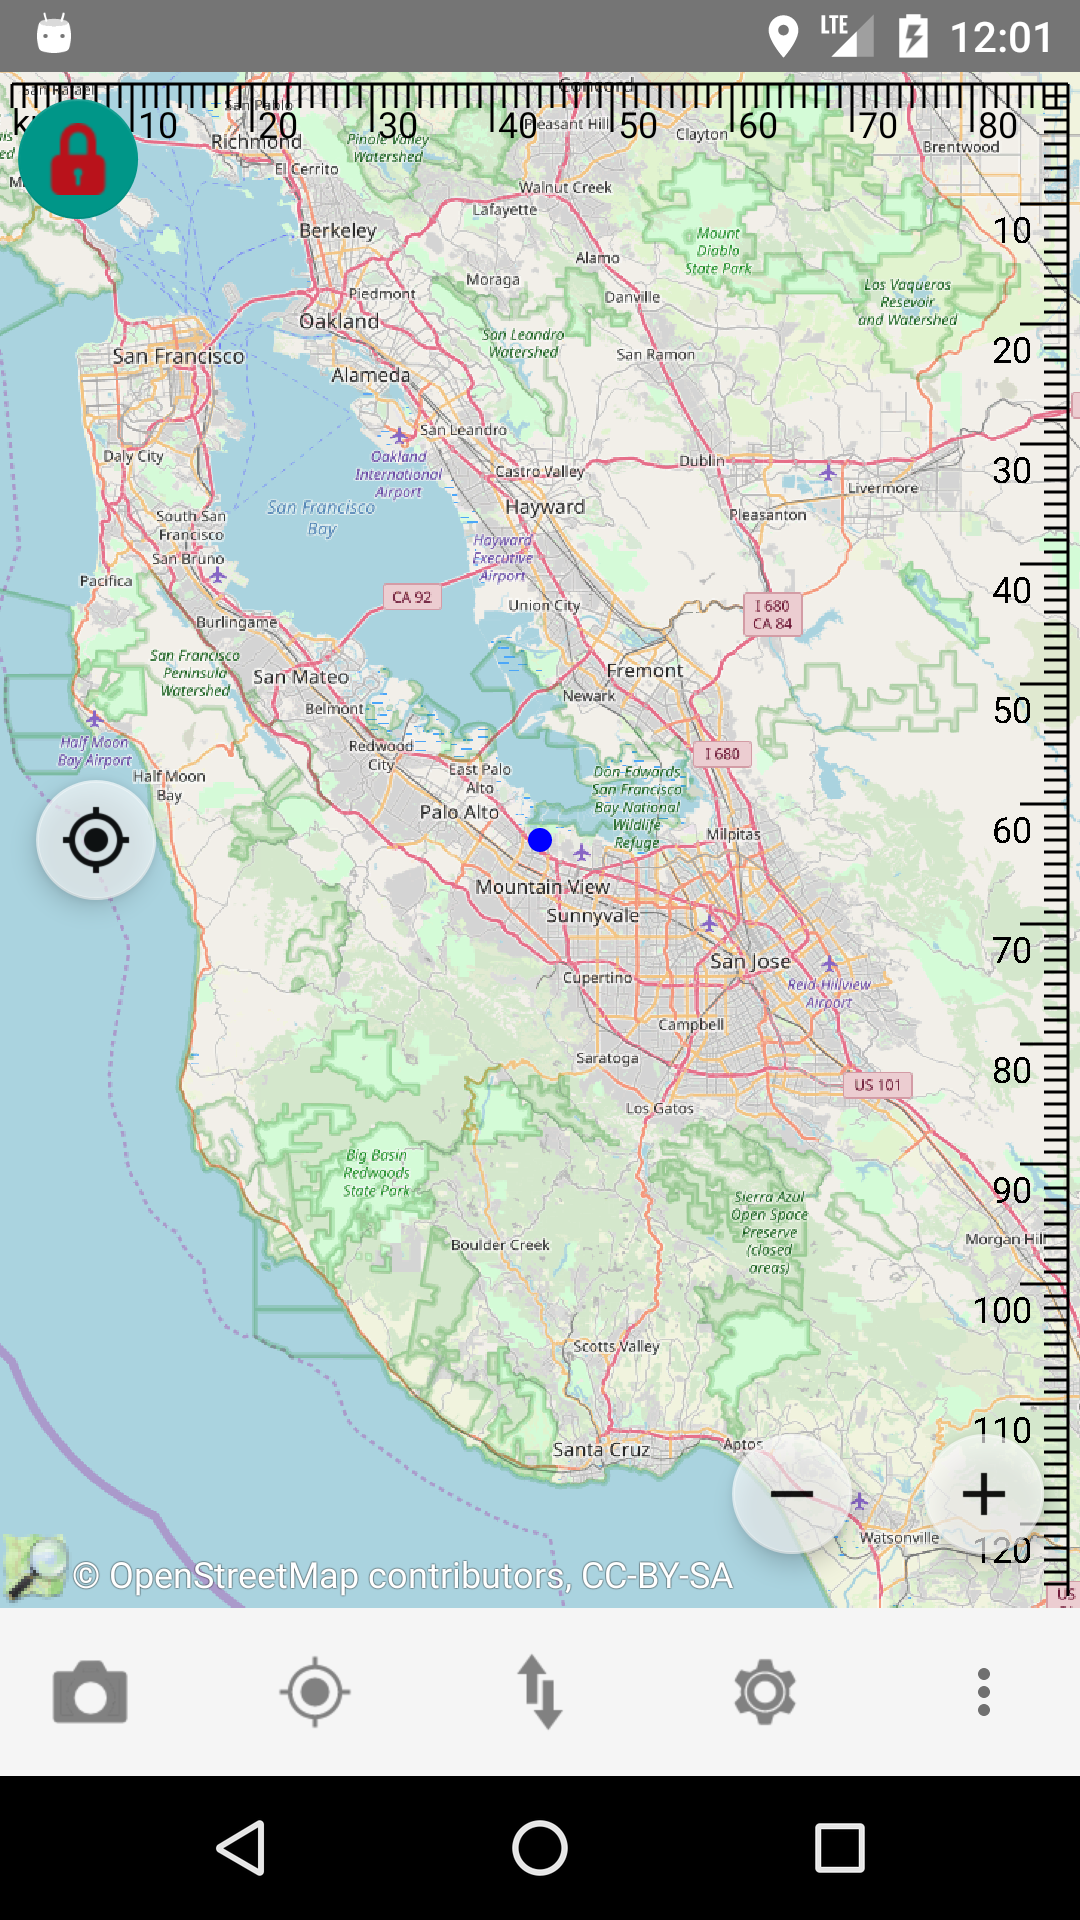 LTE 12:01
San Rafael
San Pablo
Concord
10 20 30 40 50 60 70 80
Richmond
Pinole Valley
Watershed
Pleasant Hill
Clayton
Brentwood
El Cerrito
Walnut Creek
Lafayette
Berkeley
Mount
Diablo
State Park
10
Alamo
Moraga
Los Vaqueros
Resevoir
and Watershed
Piedmont
Danville
Oakland
San Leandro
Watershed
San Francisco
San Ramon
20
Alameda
San Leandro
Oakland
International
Airport
Daly City
Castro Valley
Dublin
30
Livermore
San Francisco
Bay
Hayward
South San
Francisco
Pleasanton
Hayward
Executive
Airport
San Bruno
Pacifica
CA 92
Union City
I 680
CA 84
40
Burlingame
San Francisco
Peninsula
Watershed
San Mateo
Fremont
Newark
Belmont
50
Half Moon
Bay Airport
Redwood
City
I 680
Half Moon
Bay
East Palo
Alto
Don Edwards
San Francisco
Bay National
Wildlife
Refuge
Palo Alto
Milpitas
60
Mountain View
Sunnyvale
70
San Jose
Cupertino
Reid-Hillview
Airport
Campbell
Saratoga
80
US 101
Los Gatos
Big Basin
Redwoods
State Park
90
Sierra Azul
Open Space
Preserve
(closed
areas)
Boulder Creek
Morgan Hill
100
Scotts Valley
110
Santa Cruz
Aptos
Watsonville
120
© OpenStreetMap contributors, CC-BY-SA
US